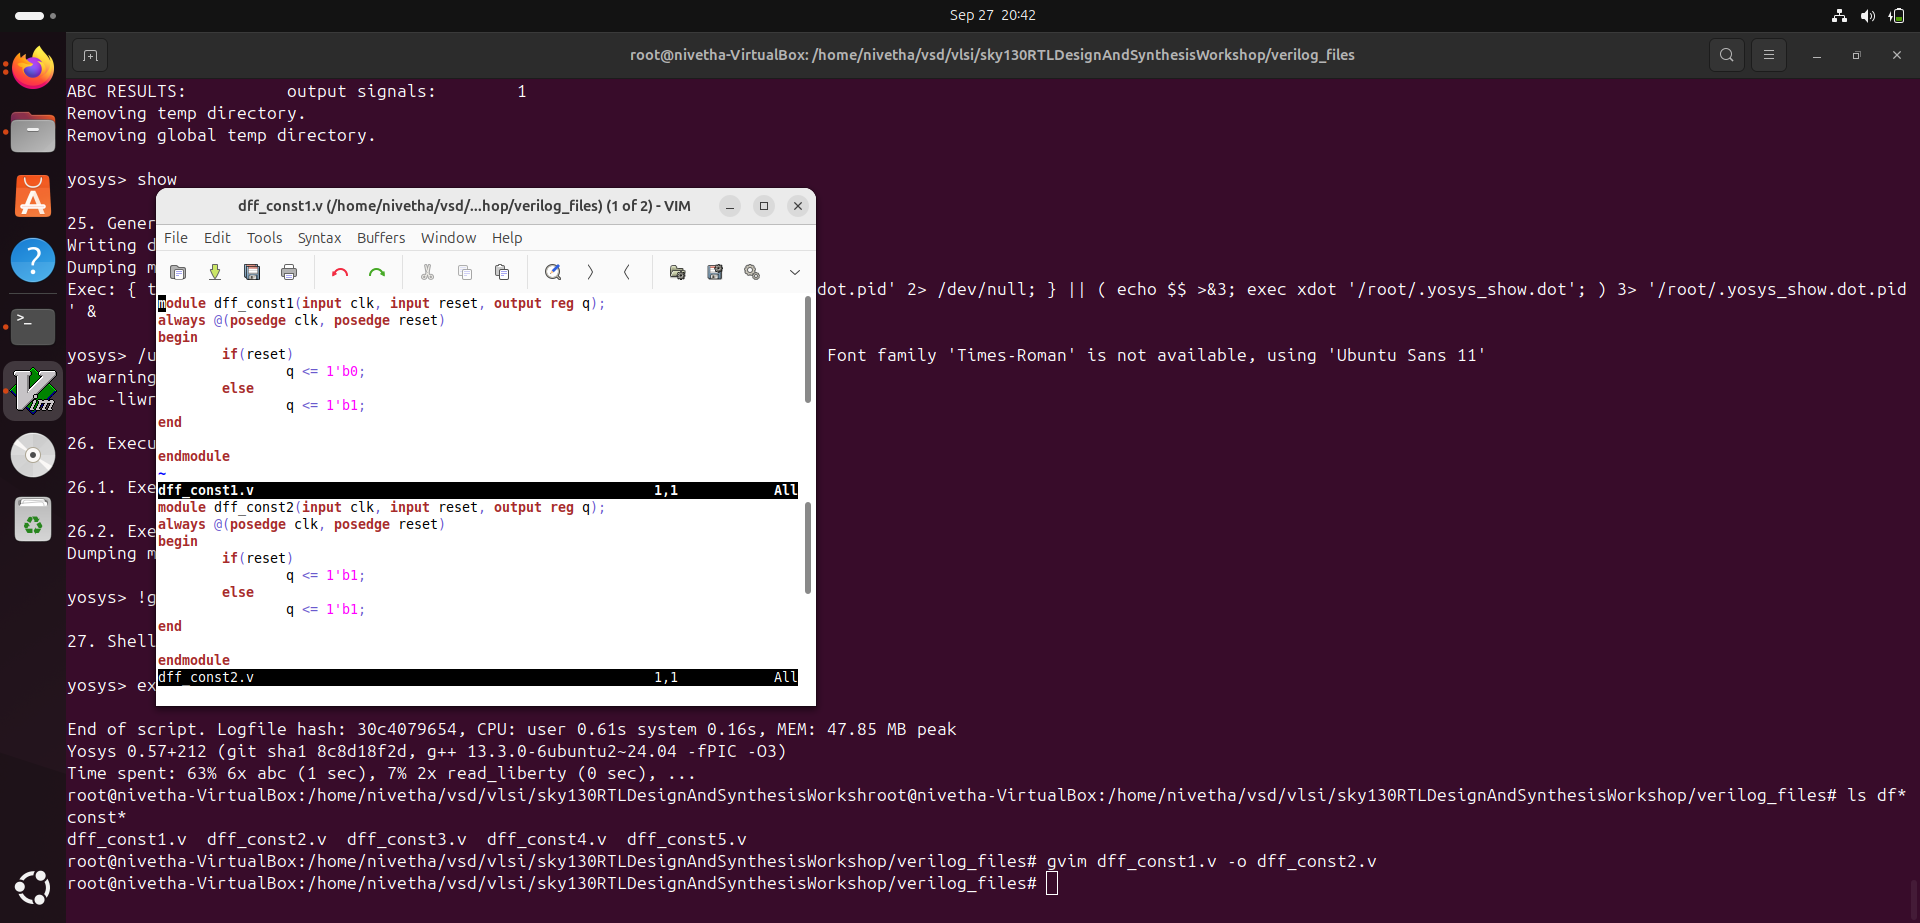 Sep 27 20:42
root@nivetha-VirtualBox: /home/nivetha/vsd/vlsi/sky130RTLDesignAndSynthesisWorkshop/verilog_files
ABC RESULTS:          output signals:        1
Removing temp directory.
Removing global temp directory.
yosys> show
25. Gener
Writing d
Dumping m
Exec: { t
dot.pid' 2> /dev/null; } || ( echo $$ >&3; exec xdot '/root/.yosys_show.dot'; ) 3> '/root/.yosys_show.dot.pid
' &
yosys> /u
Font family 'Times-Roman' is not available, using 'Ubuntu Sans 11'
warning
abc -liwr
26. Execu
26.1. Exe
26.2. Exe
Dumping m
yosys> !g
27. Shell
yosys> ex
dff_const1.v (/home/nivetha/vsd/...hop/verilog_files) (1 of 2) - VIM
File Edit Tools Syntax Buffers Window Help
module dff_const1(input clk, input reset, output reg q);
always @(posedge clk, posedge reset)
begin
        if(reset)
                q <= 1'b0;
        else
                q <= 1'b1;
end
endmodule
~
dff_const1.v 1,1 All
module dff_const2(input clk, input reset, output reg q);
always @(posedge clk, posedge reset)
begin
        if(reset)
                q <= 1'b1;
        else
                q <= 1'b1;
end
endmodule
dff_const2.v 1,1 All
End of script. Logfile hash: 30c4079654, CPU: user 0.61s system 0.16s, MEM: 47.85 MB peak
Yosys 0.57+212 (git sha1 8c8d18f2d, g++ 13.3.0-6ubuntu2~24.04 -fPIC -O3)
Time spent: 63% 6x abc (1 sec), 7% 2x read_liberty (0 sec), ...
root@nivetha-VirtualBox:/home/nivetha/vsd/vlsi/sky130RTLDesignAndSynthesisWorkshroot@nivetha-VirtualBox:/home/nivetha/vsd/vlsi/sky130RTLDesignAndSynthesisWorkshop/verilog_files# ls df*
const*
dff_const1.v  dff_const2.v  dff_const3.v  dff_const4.v  dff_const5.v
root@nivetha-VirtualBox:/home/nivetha/vsd/vlsi/sky130RTLDesignAndSynthesisWorkshop/verilog_files# gvim dff_const1.v -o dff_const2.v
root@nivetha-VirtualBox:/home/nivetha/vsd/vlsi/sky130RTLDesignAndSynthesisWorkshop/verilog_files#